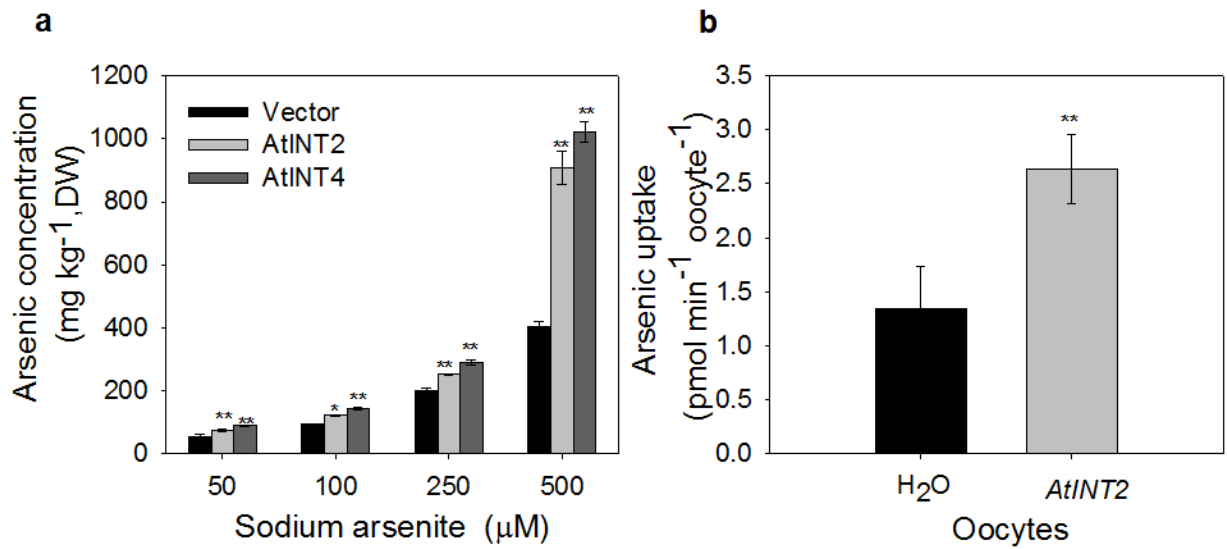 a
Arsenic concentration
(mg kg-1, DW)
1200
1000
800
600
400
200
0
Vector
AtINT2
AtINT4
** **
* **
** **
** **
50 100 250 500
Sodium arsenite (μM)
b
Arsenic uptake
(pmol min-1 oocyte-1)
3.5
3.0
2.5
2.0
1.5
1.0
0.5
0.0
**
H2O AtINT2
Oocytes